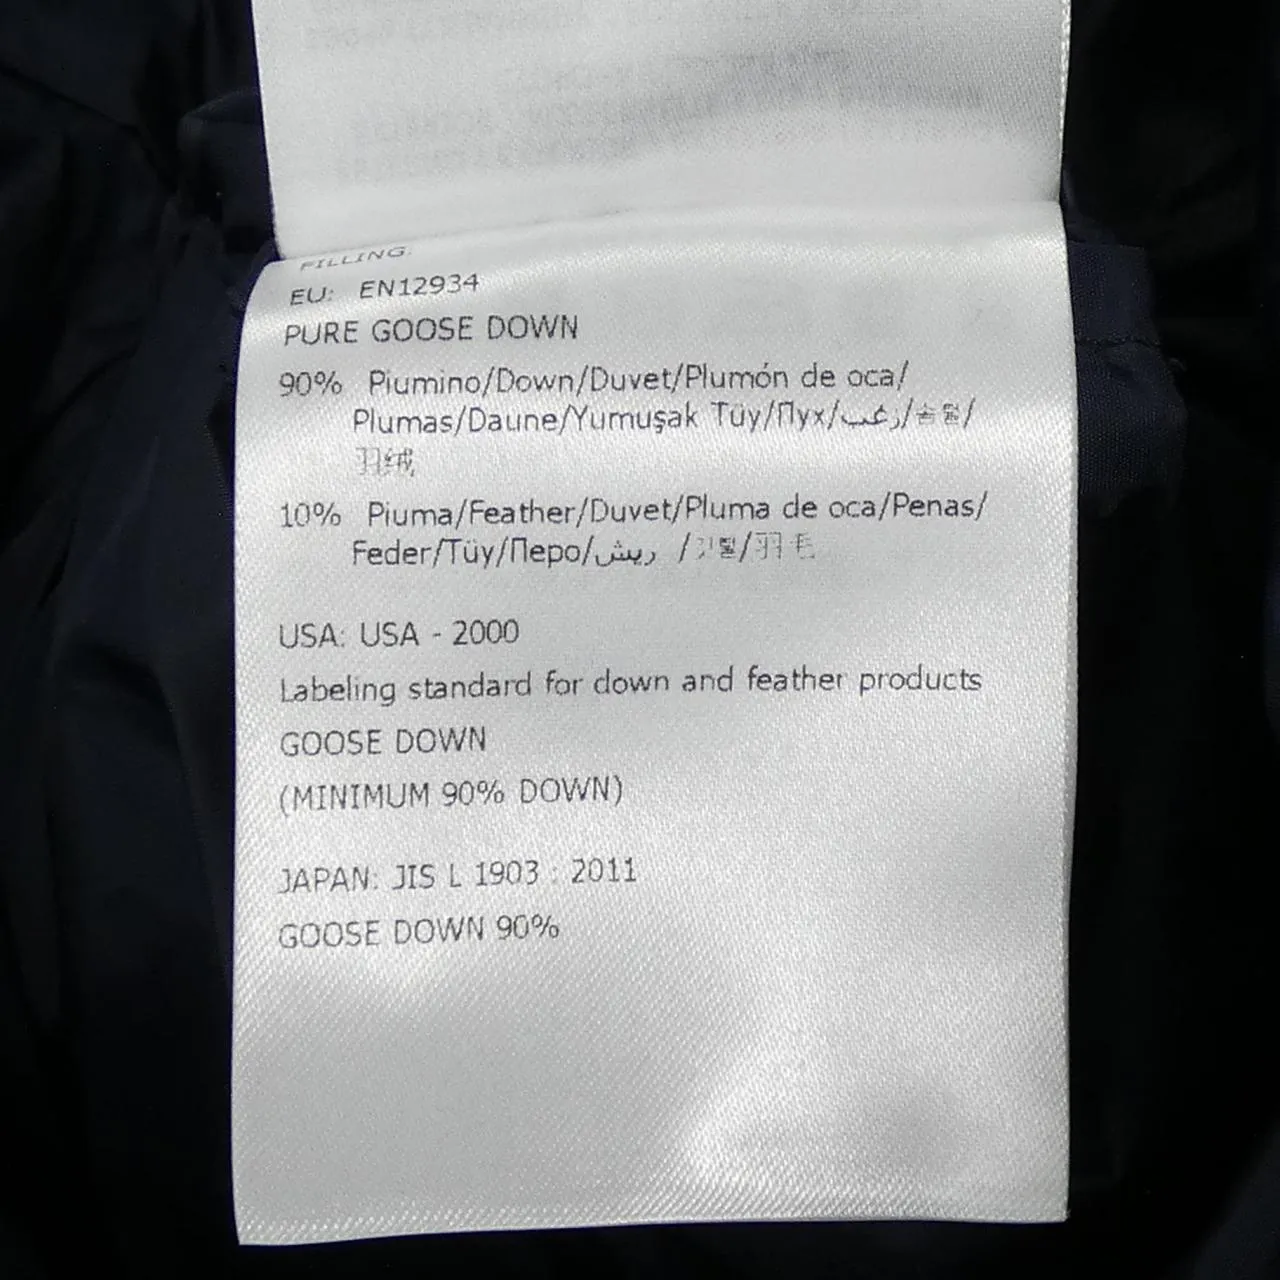 FILLING:
EU: EN12934
PURE GOOSE DOWN
90% Piumino/Down/Duvet/Plumón de oca/
Plumas/Daune/Yumuşak Tüy/Пух/زغب/솜털/
羽绒
10% Piuma/Feather/Duvet/Pluma de oca/Penas/
Feder/Tüy/Перо/ريش /깃털/羽毛
USA: USA - 2000
Labeling standard for down and feather products
GOOSE DOWN
(MINIMUM 90% DOWN)
JAPAN: JIS L 1903 : 2011
GOOSE DOWN 90%